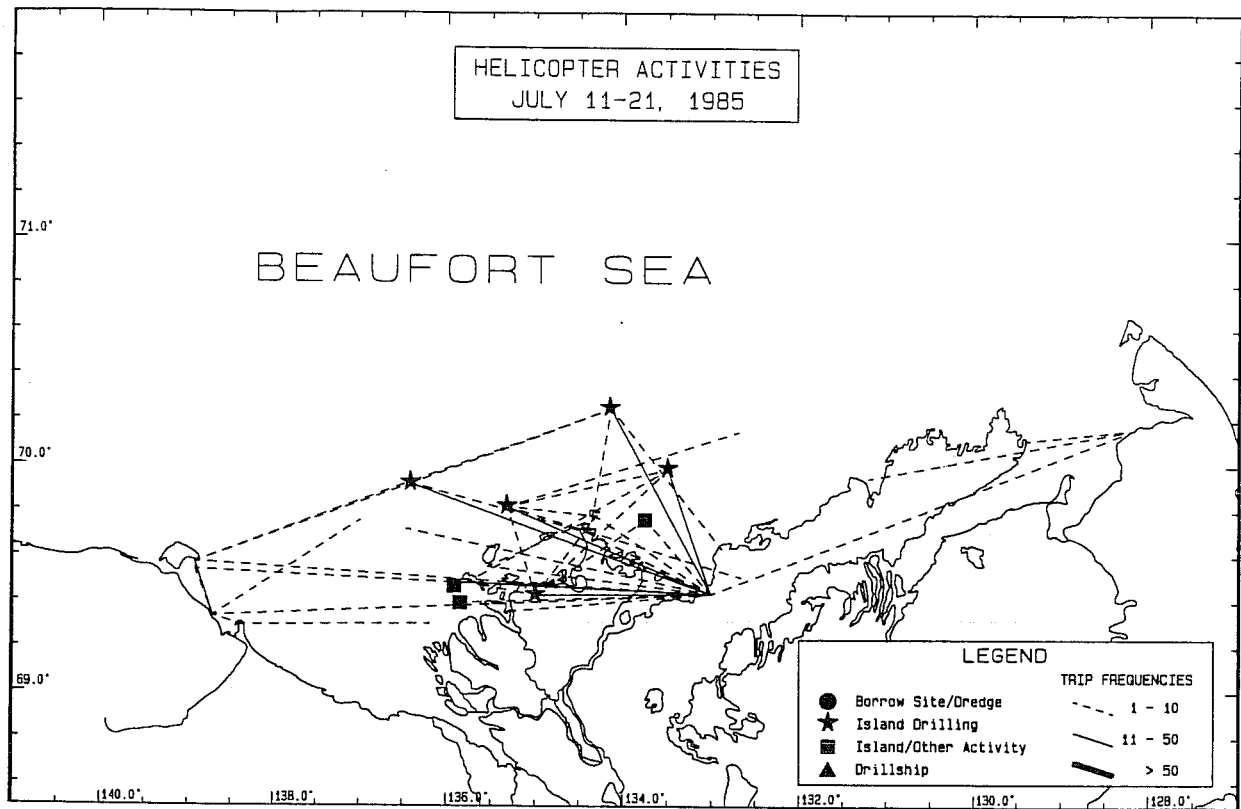 HELICOPTER ACTIVITIES
JULY 11-21, 1985
71.0°
BEAUFORT SEA
70.0°
69.0°
LEGEND
TRIP FREQUENCIES
Borrow Site/Dredge
1 - 10
Island Drilling
11 - 50
Island/Other Activity
> 50
Drillship
140.0°
138.0°
136.0°
134.0°
132.0°
130.0°
128.0°